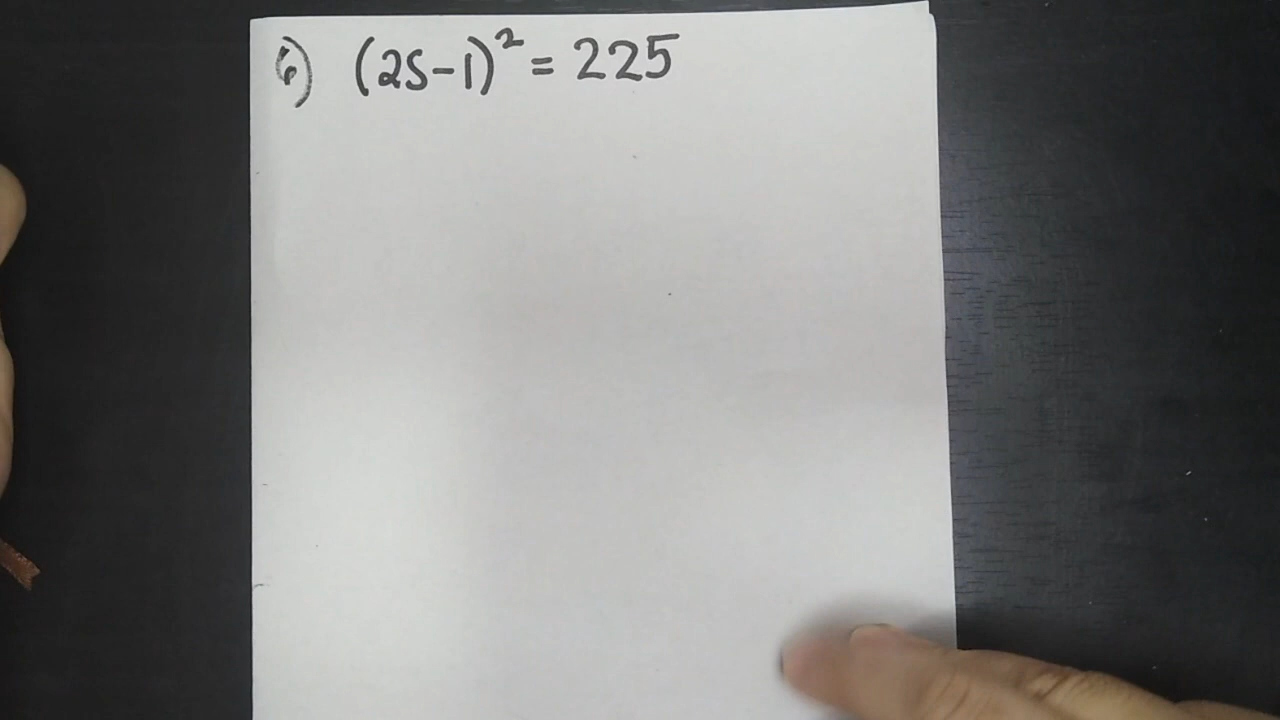 6) (2s-1)² = 225